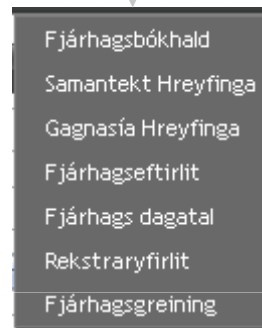 Fjárhagsbókhald
Samantekt Hreyfinga
Gagnasía Hreyfinga
Fjárhagseftirlit
Fjárhags dagatal
Rekstraryfirlit
Fjárhagsgreining